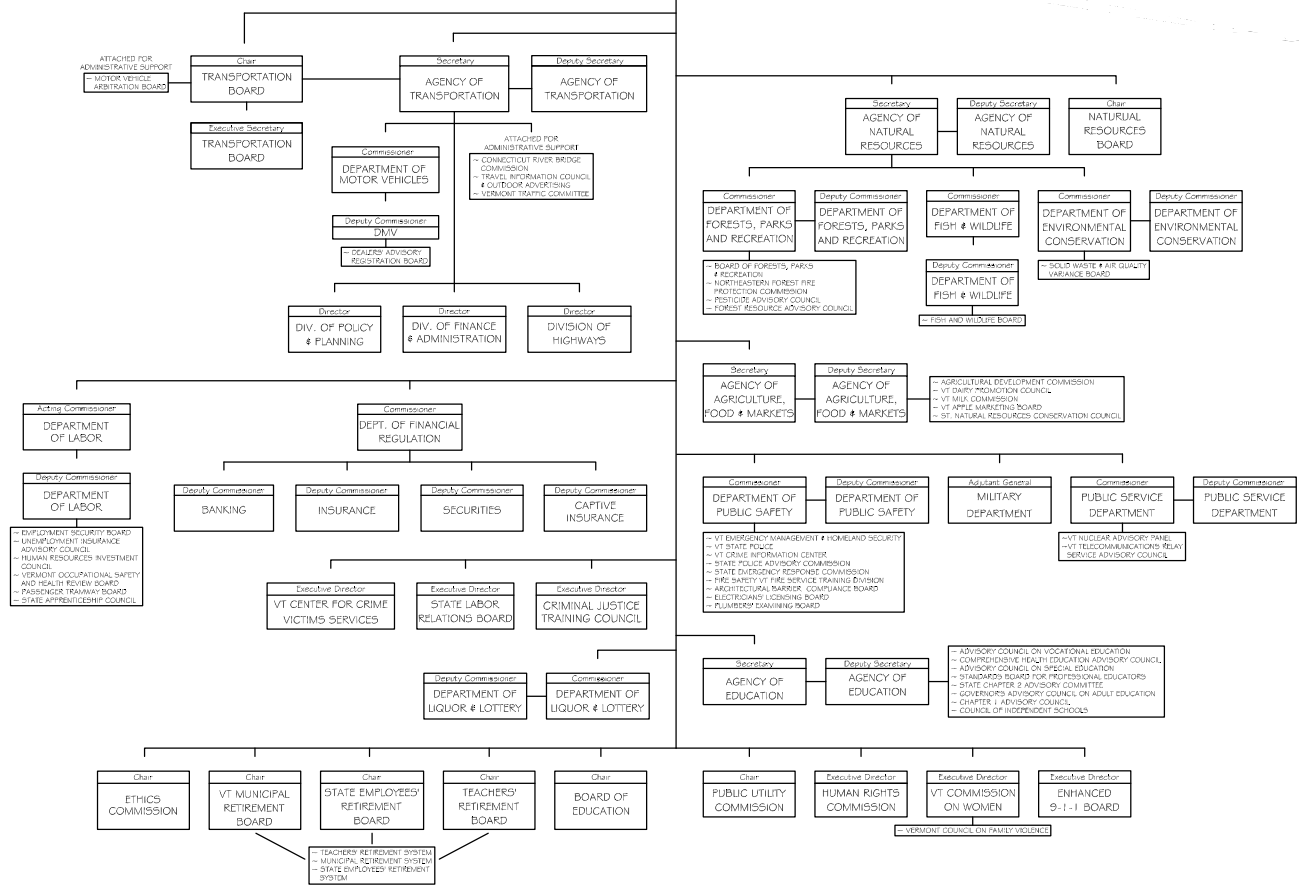 ATTACHED FOR
ADMINISTRATIVE SUPPORT
~ MOTOR VEHICLE
ARBITRATION BOARD
Chair
TRANSPORTATION
BOARD
Executive Secretary
TRANSPORTATION
BOARD
Secretary
AGENCY OF
TRANSPORTATION
Deputy Secretary
AGENCY OF
TRANSPORTATION
Commissioner
DEPARTMENT OF
MOTOR VEHICLES
Deputy Commissioner
DMV
~ DEALERS' ADVISORY
REGISTRATION BOARD
ATTACHED FOR
ADMINISTRATIVE SUPPORT
~ CONNECTICUT RIVER BRIDGE
COMMISSION
~ TRAVEL INFORMATION COUNCIL
& OUTDOOR ADVERTISING
~ VERMONT TRAFFIC COMMITTEE
Director
DIV. OF POLICY
& PLANNING
Director
DIV. OF FINANCE
& ADMINISTRATION
Director
DIVISION OF
HIGHWAYS
Secretary
AGENCY OF
NATURAL
RESOURCES
Deputy Secretary
AGENCY OF
NATURAL
RESOURCES
Chair
NATURUAL
RESOURCES
BOARD
Commissioner
DEPARTMENT OF
FORESTS, PARKS
AND RECREATION
Deputy Commissioner
DEPARTMENT OF
FORESTS, PARKS
AND RECREATION
~ BOARD OF FORESTS, PARKS
& RECREATION
~ NORTHEASTERN FOREST FIRE
PROTECTION COMMISSION
~ PESTICIDE ADVISORY COUNCIL
~ FOREST RESOURCE ADVISORY COUNCIL
Commissioner
DEPARTMENT OF
FISH & WILDLIFE
Deputy Commissioner
DEPARTMENT OF
FISH & WILDLIFE
~ FISH AND WILDLIFE BOARD
Commissioner
DEPARTMENT OF
ENVIRONMENTAL
CONSERVATION
Deputy Commissioner
DEPARTMENT OF
ENVIRONMENTAL
CONSERVATION
~ SOLID WASTE & AIR QUALITY
VARIANCE BOARD
Secretary
AGENCY OF
AGRICULTURE,
FOOD & MARKETS
Deputy Secretary
AGENCY OF
AGRICULTURE,
FOOD & MARKETS
~ AGRICULTURAL DEVELOPMENT COMMISSION
~ VT DAIRY PROMOTION COUNCIL
~ VT MILK COMMISSION
~ VT APPLE MARKETING BOARD
~ ST. NATURAL RESOURCES CONSERVATION COUNCIL
Acting Commissioner
DEPARTMENT
OF LABOR
Deputy Commissioner
DEPARTMENT
OF LABOR
~ EMPLOYMENT SECURITY BOARD
~ UNEMPLOYMENT INSURANCE
ADVISORY COUNCIL
~ HUMAN RESOURCES INVESTMENT
COUNCIL
~ VERMONT OCCUPATIONAL SAFETY
AND HEALTH REVIEW BOARD
~ PASSENGER TRAMWAY BOARD
~ STATE APPRENTICESHIP COUNCIL
Commissioner
DEPT. OF FINANCIAL
REGULATION
Deputy Commissioner
BANKING
Deputy Commissioner
INSURANCE
Deputy Commissioner
SECURITIES
Deputy Commissioner
CAPTIVE
INSURANCE
Executive Director
VT CENTER FOR CRIME
VICTIMS SERVICES
Executive Director
STATE LABOR
RELATIONS BOARD
Executive Director
CRIMINAL JUSTICE
TRAINING COUNCIL
Commissioner
DEPARTMENT OF
PUBLIC SAFETY
Deputy Commissioner
DEPARTMENT OF
PUBLIC SAFETY
~ VT EMERGENCY MANAGEMENT & HOMELAND SECURITY
~ VT STATE POLICE
~ VT CRIME INFORMATION CENTER
~ STATE POLICE ADVISORY COMMISSION
~ STATE EMERGENCY RESPONSE COMMISSION
~ FIRE SAFETY VT FIRE SERVICE TRAINING DIVISION
~ ARCHITECTURAL BARRIER COMPLIANCE BOARD
~ ELECTRICIANS' LICENSING BOARD
~ PLUMBERS' EXAMINING BOARD
Adjutant General
MILITARY
DEPARTMENT
Commissioner
PUBLIC SERVICE
DEPARTMENT
Deputy Commissioner
PUBLIC SERVICE
DEPARTMENT
~VT NUCLEAR ADVISORY PANEL
~VT TELECOMMUNICATIONS RELAY
SERVICE ADVISORY COUNCIL
Deputy Commissioner
DEPARTMENT OF
LIQUOR & LOTTERY
Commissioner
DEPARTMENT OF
LIQUOR & LOTTERY
Secretary
AGENCY OF
EDUCATION
Deputy Secretary
AGENCY OF
EDUCATION
~ ADVISORY COUNCIL ON VOCATIONAL EDUCATION
~ COMPREHENSIVE HEALTH EDUCATION ADVISORY COUNCIL
~ ADVISORY COUNCIL ON SPECIAL EDUCATION
~ STANDARDS BOARD FOR PROFESSIONAL EDUCATORS
~ STATE CHAPTER 2 ADVISORY COMMITTEE
~ GOVERNOR'S ADVISORY COUNCIL ON ADULT EDUCATION
~ CHAPTER 1 ADVISORY COUNCIL
~ COUNCIL OF INDEPENDENT SCHOOLS
Chair
ETHICS
COMMISSION
Chair
VT MUNICIPAL
RETIREMENT
BOARD
Chair
STATE EMPLOYEES'
RETIREMENT
BOARD
Chair
TEACHERS'
RETIREMENT
BOARD
Chair
BOARD OF
EDUCATION
~ TEACHERS' RETIREMENT SYSTEM
~ MUNICIPAL RETIREMENT SYSTEM
~ STATE EMPLOYEES' RETIREMENT
SYSTEM
Chair
PUBLIC UTILITY
COMMISSION
Executive Director
HUMAN RIGHTS
COMMISSION
Executive Director
VT COMMISSION
ON WOMEN
~ VERMONT COUNCIL ON FAMILY VIOLENCE
Executive Director
ENHANCED
9-1-1 BOARD